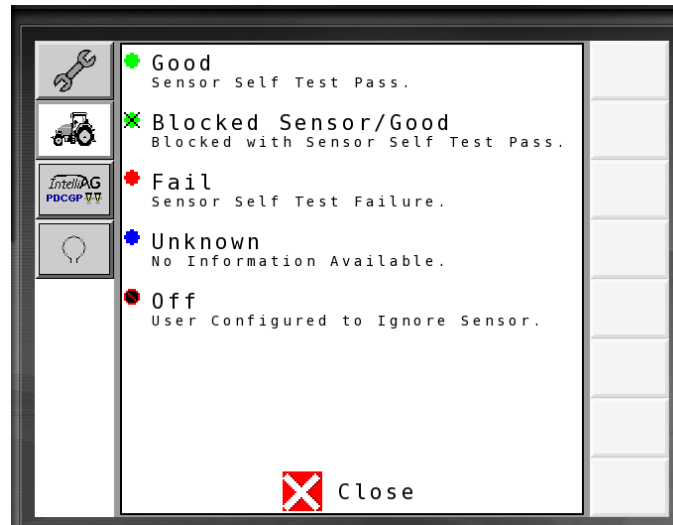 Good
Sensor Self Test Pass.
Blocked Sensor/Good
Blocked with Sensor Self Test Pass.
IntelliAG
PDCGP
Fail
Sensor Self Test Failure.
Unknown
No Information Available.
Off
User Configured to Ignore Sensor.
Close